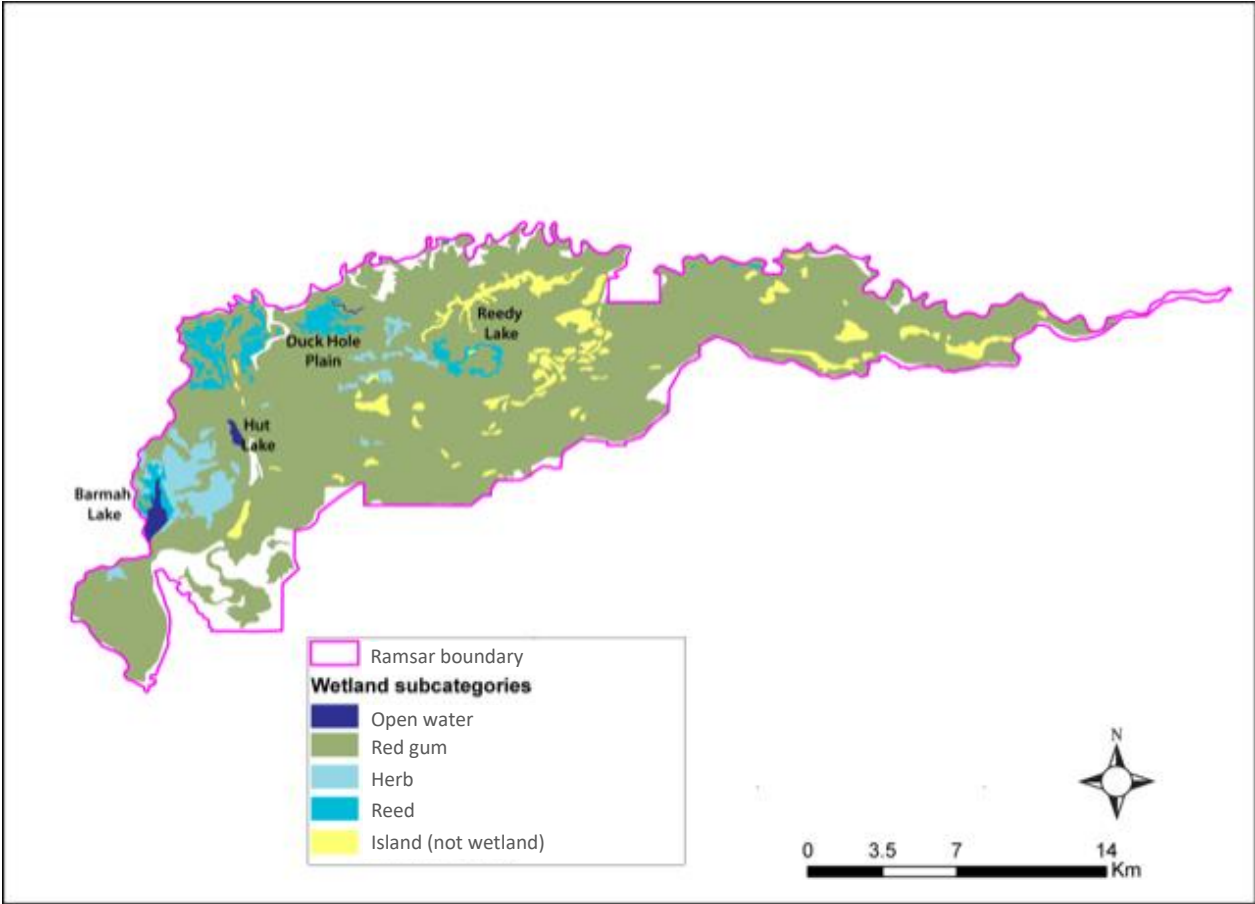 Reedy
Lake
Duck Hole
Plain
Hut
Lake
Barmah
Lake
Ramsar boundary
Wetland subcategories
Open water
Red gum
Herb
Reed
Island (not wetland)
N
0 3.5 7 14
Km